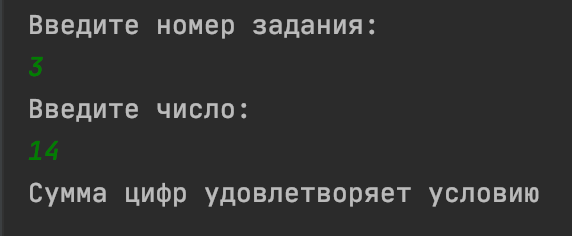 Введите номер задания:
3
Введите число:
14
Сумма цифр удовлетворяет условию